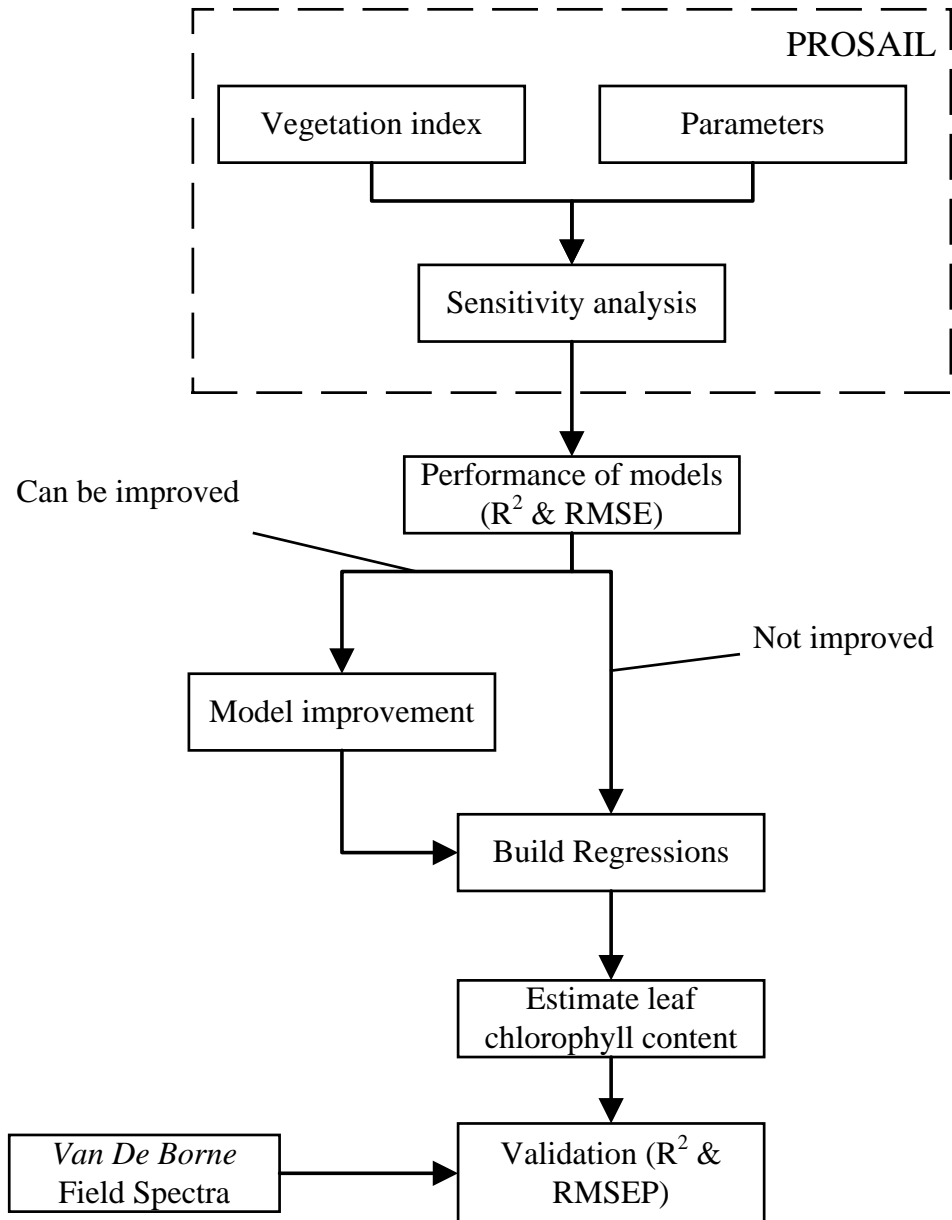 PROSAIL
Vegetation index
Parameters
Sensitivity analysis
Performance of models
(R² & RMSE)
Can be improved
Not improved
Model improvement
Build Regressions
Estimate leaf
chlorophyll content
Van De Borne
Field Spectra
Validation (R² &
RMSEP)